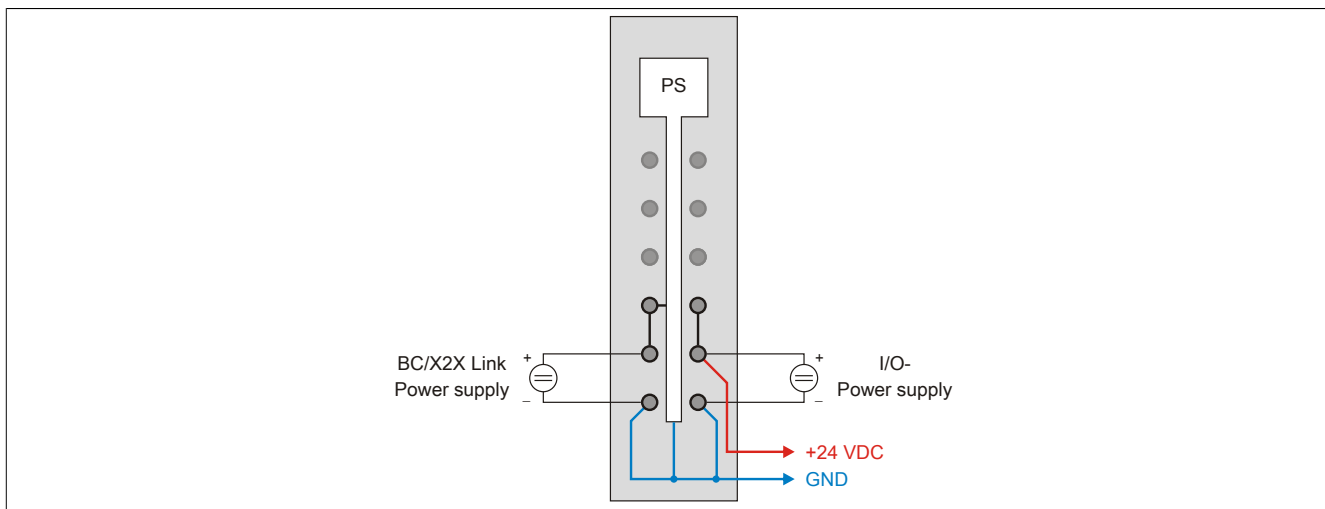 PS
BC/X2X Link
Power supply
+
_
+
_
I/O-
Power supply
+24 VDC
GND